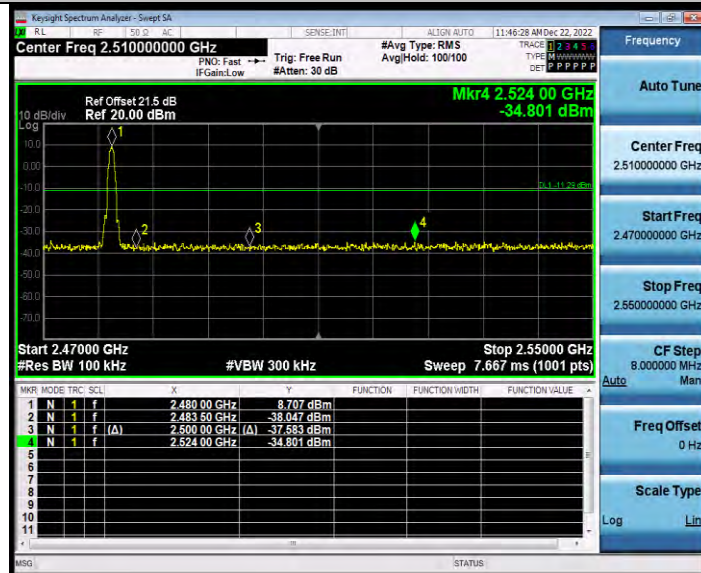 Keysight Spectrum Analyzer - Swept SA
LXI RL RF 50 Ω AC SENSE:INT ALIGN AUTO 11:46:28 AM Dec 22, 2022
Center Freq 2.510000000 GHz
PNO: Fast
IFGain:Low
Trig: Free Run
#Atten: 30 dB
#Avg Type: RMS
Avg|Hold: 100/100
TRACE 1 2 3 4 5 6
TYPE M WWWWW
DET P P P P P P
Mkr4 2.524 00 GHz
-34.801 dBm
Ref Offset 21.5 dB
10 dB/div Ref 20.00 dBm
Log
10.0
0.00
-10.0
-20.0
-30.0
-40.0
-50.0
-60.0
-70.0
1
2
3
4
DL1 -11.29 dBm
Start 2.47000 GHz Stop 2.55000 GHz
#Res BW 100 kHz #VBW 300 kHz Sweep 7.667 ms (1001 pts)
MKR MODE TRC SCL X Y FUNCTION FUNCTION WIDTH FUNCTION VALUE
1 N 1 f 2.480 00 GHz 8.707 dBm
2 N 1 f 2.483 50 GHz -38.047 dBm
3 N 1 f (Δ) 2.500 00 GHz (Δ) -37.583 dBm
4 N 1 f 2.524 00 GHz -34.801 dBm
5
6
7
8
9
10
11
MSG STATUS
Frequency
Auto Tune
Center Freq
2.510000000 GHz
Start Freq
2.470000000 GHz
Stop Freq
2.550000000 GHz
CF Step
8.000000 MHz
Auto Man
Freq Offset
0 Hz
Scale Type
Log Lin